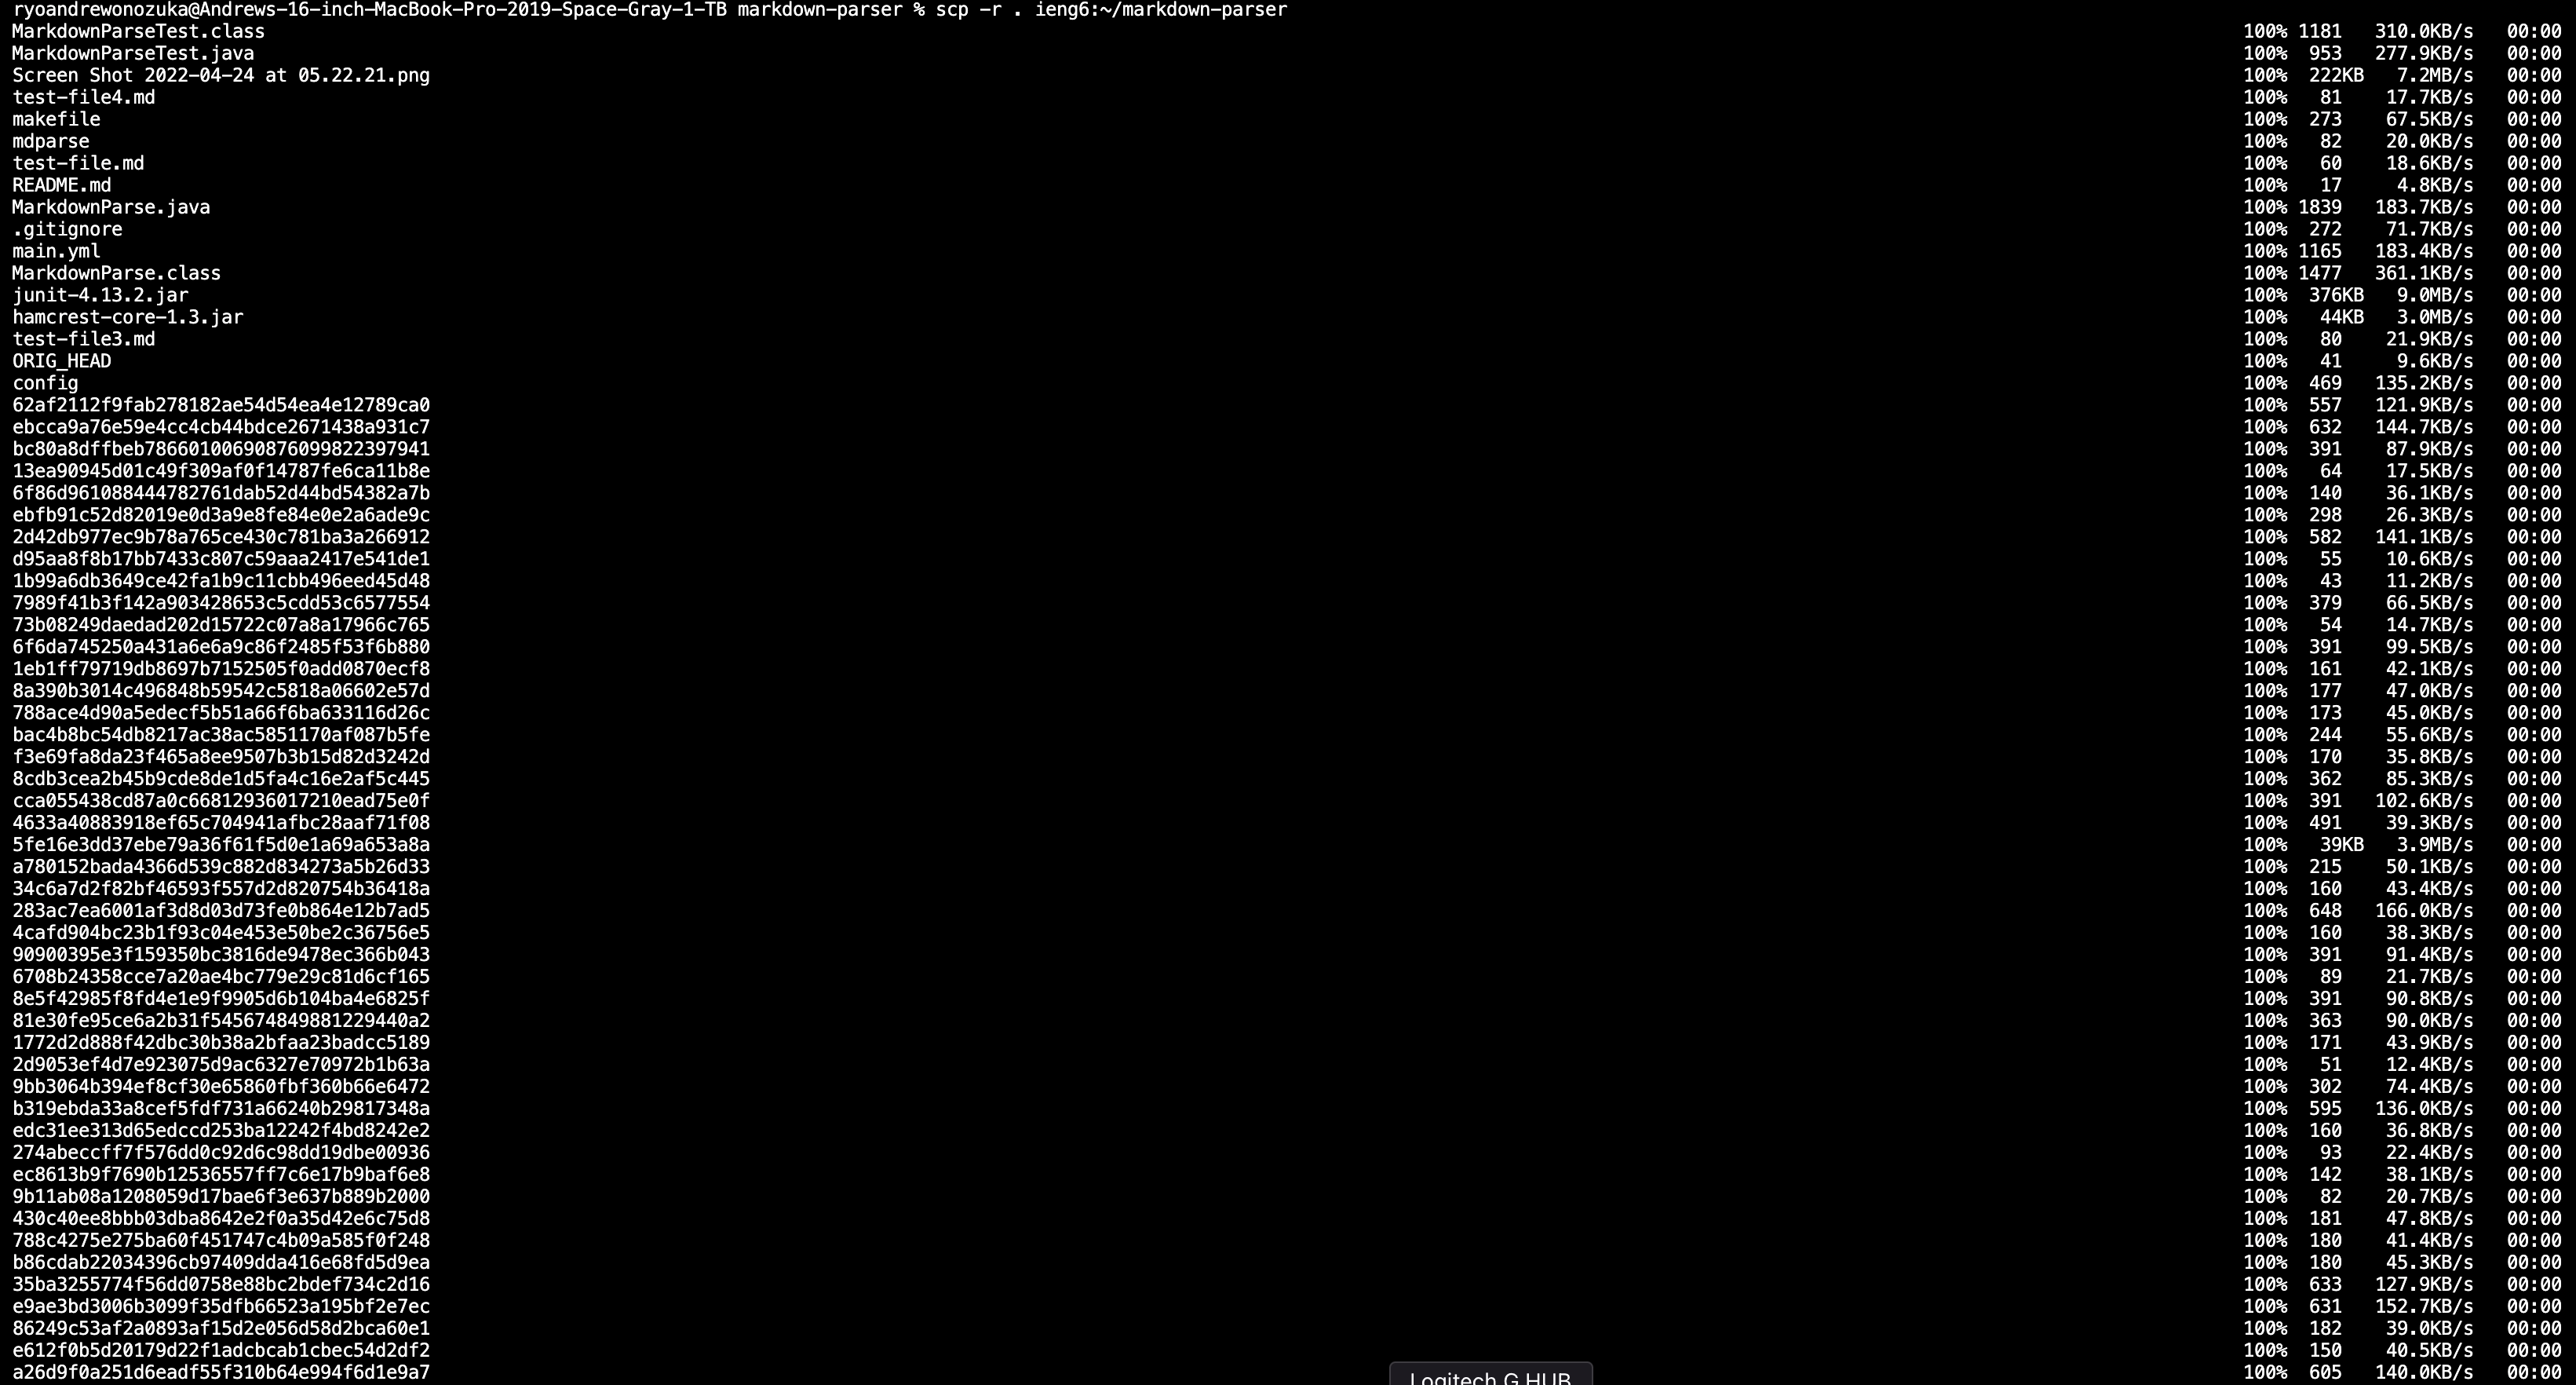 ryoandrewonozuka@Andrews-16-inch-MacBook-Pro-2019-Space-Gray-1-TB markdown-parser % scp -r . ieng6:~/markdown-parser
MarkdownParseTest.class 100% 1181 310.0KB/s 00:00
MarkdownParseTest.java 100% 953 277.9KB/s 00:00
Screen Shot 2022-04-24 at 05.22.21.png 100% 222KB 7.2MB/s 00:00
test-file4.md 100% 81 17.7KB/s 00:00
makefile 100% 273 67.5KB/s 00:00
mdparse 100% 82 20.0KB/s 00:00
test-file.md 100% 60 18.6KB/s 00:00
README.md 100% 17 4.8KB/s 00:00
MarkdownParse.java 100% 1839 183.7KB/s 00:00
.gitignore 100% 272 71.7KB/s 00:00
main.yml 100% 1165 183.4KB/s 00:00
MarkdownParse.class 100% 1477 361.1KB/s 00:00
junit-4.13.2.jar 100% 376KB 9.0MB/s 00:00
hamcrest-core-1.3.jar 100% 44KB 3.0MB/s 00:00
test-file3.md 100% 80 21.9KB/s 00:00
ORIG_HEAD 100% 41 9.6KB/s 00:00
config 100% 469 135.2KB/s 00:00
62af2112f9fab278182ae54d54ea4e12789ca0 100% 557 121.9KB/s 00:00
ebcca9a76e59e4cc4cb44bdce2671438a931c7 100% 632 144.7KB/s 00:00
bc80a8dffbeb78660100690876099822397941 100% 391 87.9KB/s 00:00
13ea90945d01c49f309af0f14787fe6ca11b8e 100% 64 17.5KB/s 00:00
6f86d961088444782761dab52d44bd54382a7b 100% 140 36.1KB/s 00:00
ebfb91c52d82019e0d3a9e8fe84e0e2a6ade9c 100% 298 26.3KB/s 00:00
2d42db977ec9b78a765ce430c781ba3a266912 100% 582 141.1KB/s 00:00
d95aa8f8b17bb7433c807c59aaa2417e541de1 100% 55 10.6KB/s 00:00
1b99a6db3649ce42fa1b9c11cbb496eed45d48 100% 43 11.2KB/s 00:00
7989f41b3f142a903428653c5cdd53c6577554 100% 379 66.5KB/s 00:00
73b08249daedad202d15722c07a8a17966c765 100% 54 14.7KB/s 00:00
6f6da745250a431a6e6a9c86f2485f53f6b880 100% 391 99.5KB/s 00:00
1eb1ff79719db8697b7152505f0add0870ecf8 100% 161 42.1KB/s 00:00
8a390b3014c496848b59542c5818a06602e57d 100% 177 47.0KB/s 00:00
788ace4d90a5edecf5b51a66f6ba633116d26c 100% 173 45.0KB/s 00:00
bac4b8bc54db8217ac38ac5851170af087b5fe 100% 244 55.6KB/s 00:00
f3e69fa8da23f465a8ee9507b3b15d82d3242d 100% 170 35.8KB/s 00:00
8cdb3cea2b45b9cde8de1d5fa4c16e2af5c445 100% 362 85.3KB/s 00:00
cca055438cd87a0c66812936017210ead75e0f 100% 391 102.6KB/s 00:00
4633a40883918ef65c704941afbc28aaf71f08 100% 491 39.3KB/s 00:00
5fe16e3dd37ebe79a36f61f5d0e1a69a653a8a 100% 39KB 3.9MB/s 00:00
a780152bada4366d539c882d834273a5b26d33 100% 215 50.1KB/s 00:00
34c6a7d2f82bf46593f557d2d820754b36418a 100% 160 43.4KB/s 00:00
283ac7ea6001af3d8d03d73fe0b864e12b7ad5 100% 648 166.0KB/s 00:00
4cafd904bc23b1f93c04e453e50be2c36756e5 100% 160 38.3KB/s 00:00
90900395e3f159350bc3816de9478ec366b043 100% 391 91.4KB/s 00:00
6708b24358cce7a20ae4bc779e29c81d6cf165 100% 89 21.7KB/s 00:00
8e5f42985f8fd4e1e9f9905d6b104ba4e6825f 100% 391 90.8KB/s 00:00
81e30fe95ce6a2b31f545674849881229440a2 100% 363 90.0KB/s 00:00
1772d2d888f42dbc30b38a2bfaa23badcc5189 100% 171 43.9KB/s 00:00
2d9053ef4d7e923075d9ac6327e70972b1b63a 100% 51 12.4KB/s 00:00
9bb3064b394ef8cf30e65860fbf360b66e6472 100% 302 74.4KB/s 00:00
b319ebda33a8cef5fdf731a66240b29817348a 100% 595 136.0KB/s 00:00
edc31ee313d65edccd253ba12242f4bd8242e2 100% 160 36.8KB/s 00:00
274abeccff7f576dd0c92d6c98dd19dbe00936 100% 93 22.4KB/s 00:00
ec8613b9f7690b12536557ff7c6e17b9baf6e8 100% 142 38.1KB/s 00:00
9b11ab08a1208059d17bae6f3e637b889b2000 100% 82 20.7KB/s 00:00
430c40ee8bbb03dba8642e2f0a35d42e6c75d8 100% 181 47.8KB/s 00:00
788c4275e275ba60f451747c4b09a585f0f248 100% 180 41.4KB/s 00:00
b86cdab22034396cb97409dda416e68fd5d9ea 100% 180 45.3KB/s 00:00
35ba3255774f56dd0758e88bc2bdef734c2d16 100% 633 127.9KB/s 00:00
e9ae3bd3006b3099f35dfb66523a195bf2e7ec 100% 631 152.7KB/s 00:00
86249c53af2a0893af15d2e056d58d2bca60e1 100% 182 39.0KB/s 00:00
e612f0b5d20179d22f1adcbcab1cbec54d2df2 100% 150 40.5KB/s 00:00
a26d9f0a251d6eadf55f310b64e994f6d1e9a7 100% 605 140.0KB/s 00:00
Logitech G HUB